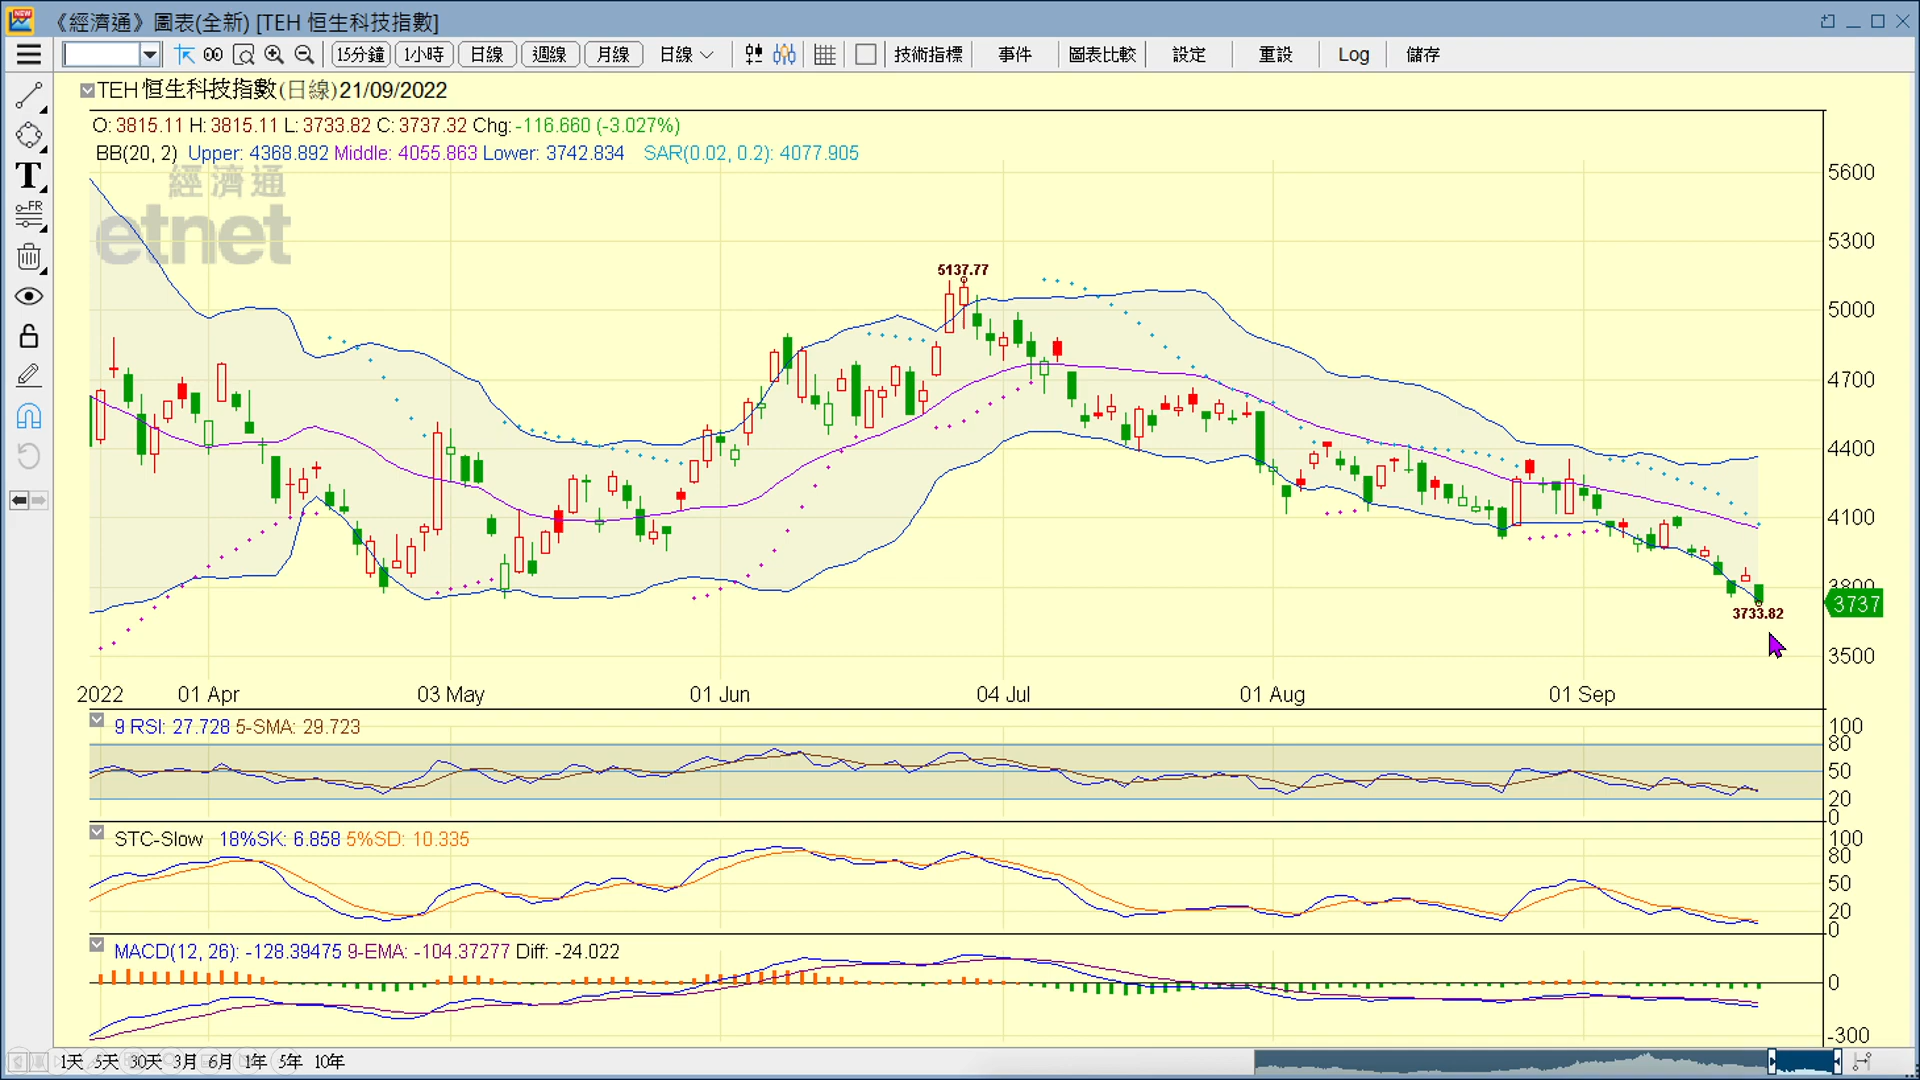 《經濟通》圖表(全新) [TEH 恒生科技指數]
15分鐘 1小時 日線 週線 月線 日線 技術指標 事件 圖表比較 設定 重設 Log 儲存
TEH 恒生科技指數(日線)21/09/2022
O: 3815.11 H: 3815.11 L: 3733.82 C: 3737.32 Chg: -116.660 (-3.027%)
BB(20, 2) Upper: 4368.892 Middle: 4055.863 Lower: 3742.834 SAR(0.02, 0.2): 4077.905
經濟通
etnet
5600
5300
5137.77
5000
4700
4400
4100
3800
3737
3733.82
3500
2022 01 Apr 03 May 01 Jun 04 Jul 01 Aug 01 Sep
9 RSI: 27.728 5-SMA: 29.723
100
80
50
20
0
STC-Slow 18%SK: 6.858 5%SD: 10.335
100
80
50
20
0
MACD(12, 26): -128.39475 9-EMA: -104.37277 Diff: -24.022
0
-300
1天 5天 30天 3月 6月 1年 5年 10年